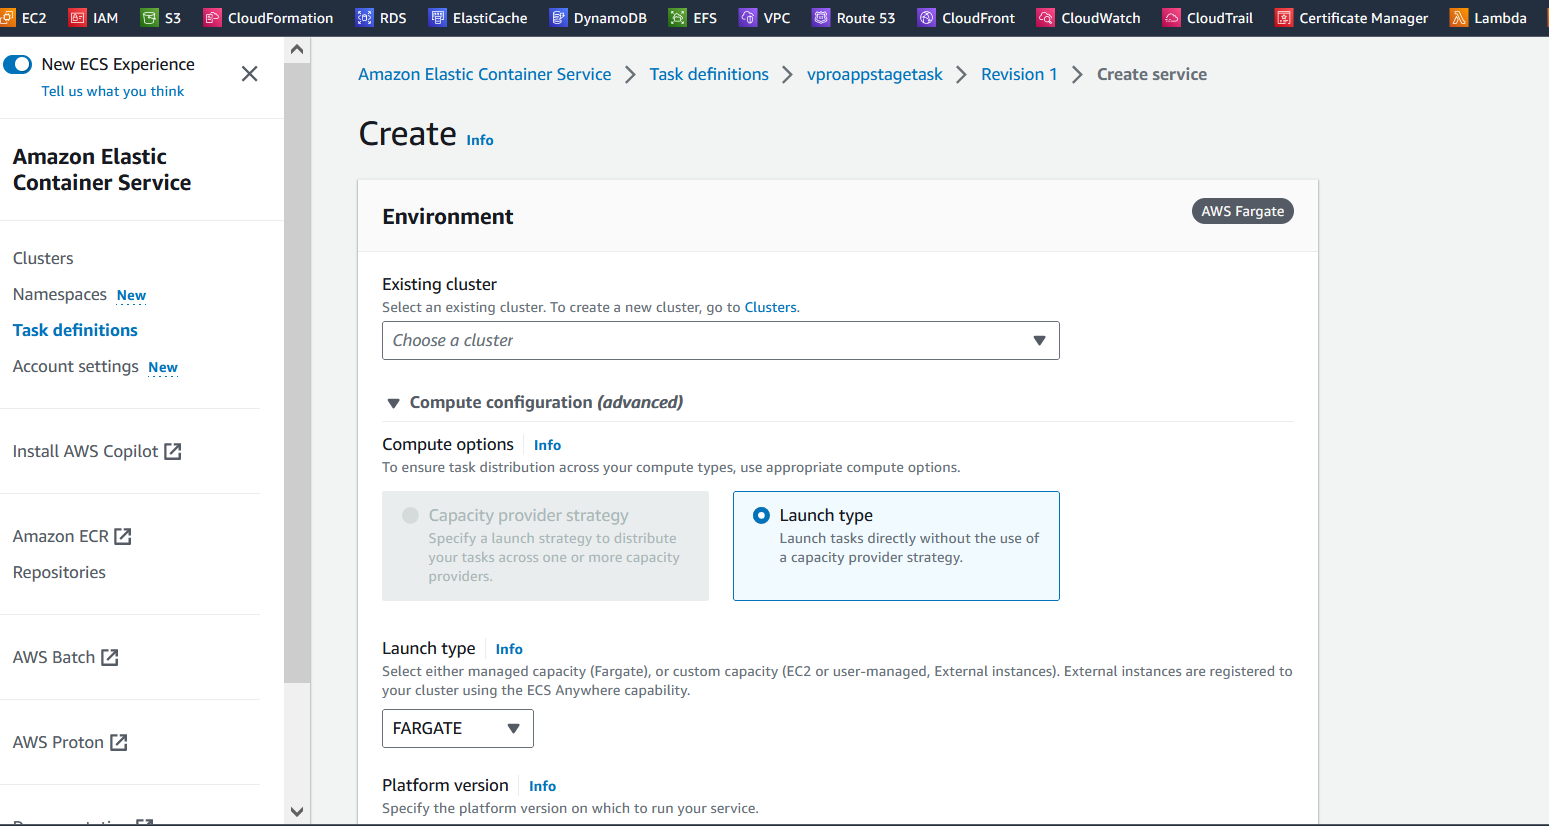 EC2 IAM S3 CloudFormation RDS ElastiCache DynamoDB EFS VPC Route 53 CloudFront CloudWatch CloudTrail Certificate Manager Lambda
New ECS Experience
Tell us what you think
Amazon Elastic
Container Service
Clusters
Namespaces New
Task definitions
Account settings New
Install AWS Copilot
Amazon ECR
Repositories
AWS Batch
AWS Proton
Amazon Elastic Container Service Task definitions vproappstagetask Revision 1 Create service
Create Info
Environment AWS Fargate
Existing cluster
Select an existing cluster. To create a new cluster, go to Clusters.
Choose a cluster
Compute configuration (advanced)
Compute options Info
To ensure task distribution across your compute types, use appropriate compute options.
Capacity provider strategy
Specify a launch strategy to distribute
your tasks across one or more capacity
providers.
Launch type
Launch tasks directly without the use of
a capacity provider strategy.
Launch type Info
Select either managed capacity (Fargate), or custom capacity (EC2 or user-managed, External instances). External instances are registered to
your cluster using the ECS Anywhere capability.
FARGATE
Platform version Info
Specify the platform version on which to run your service.